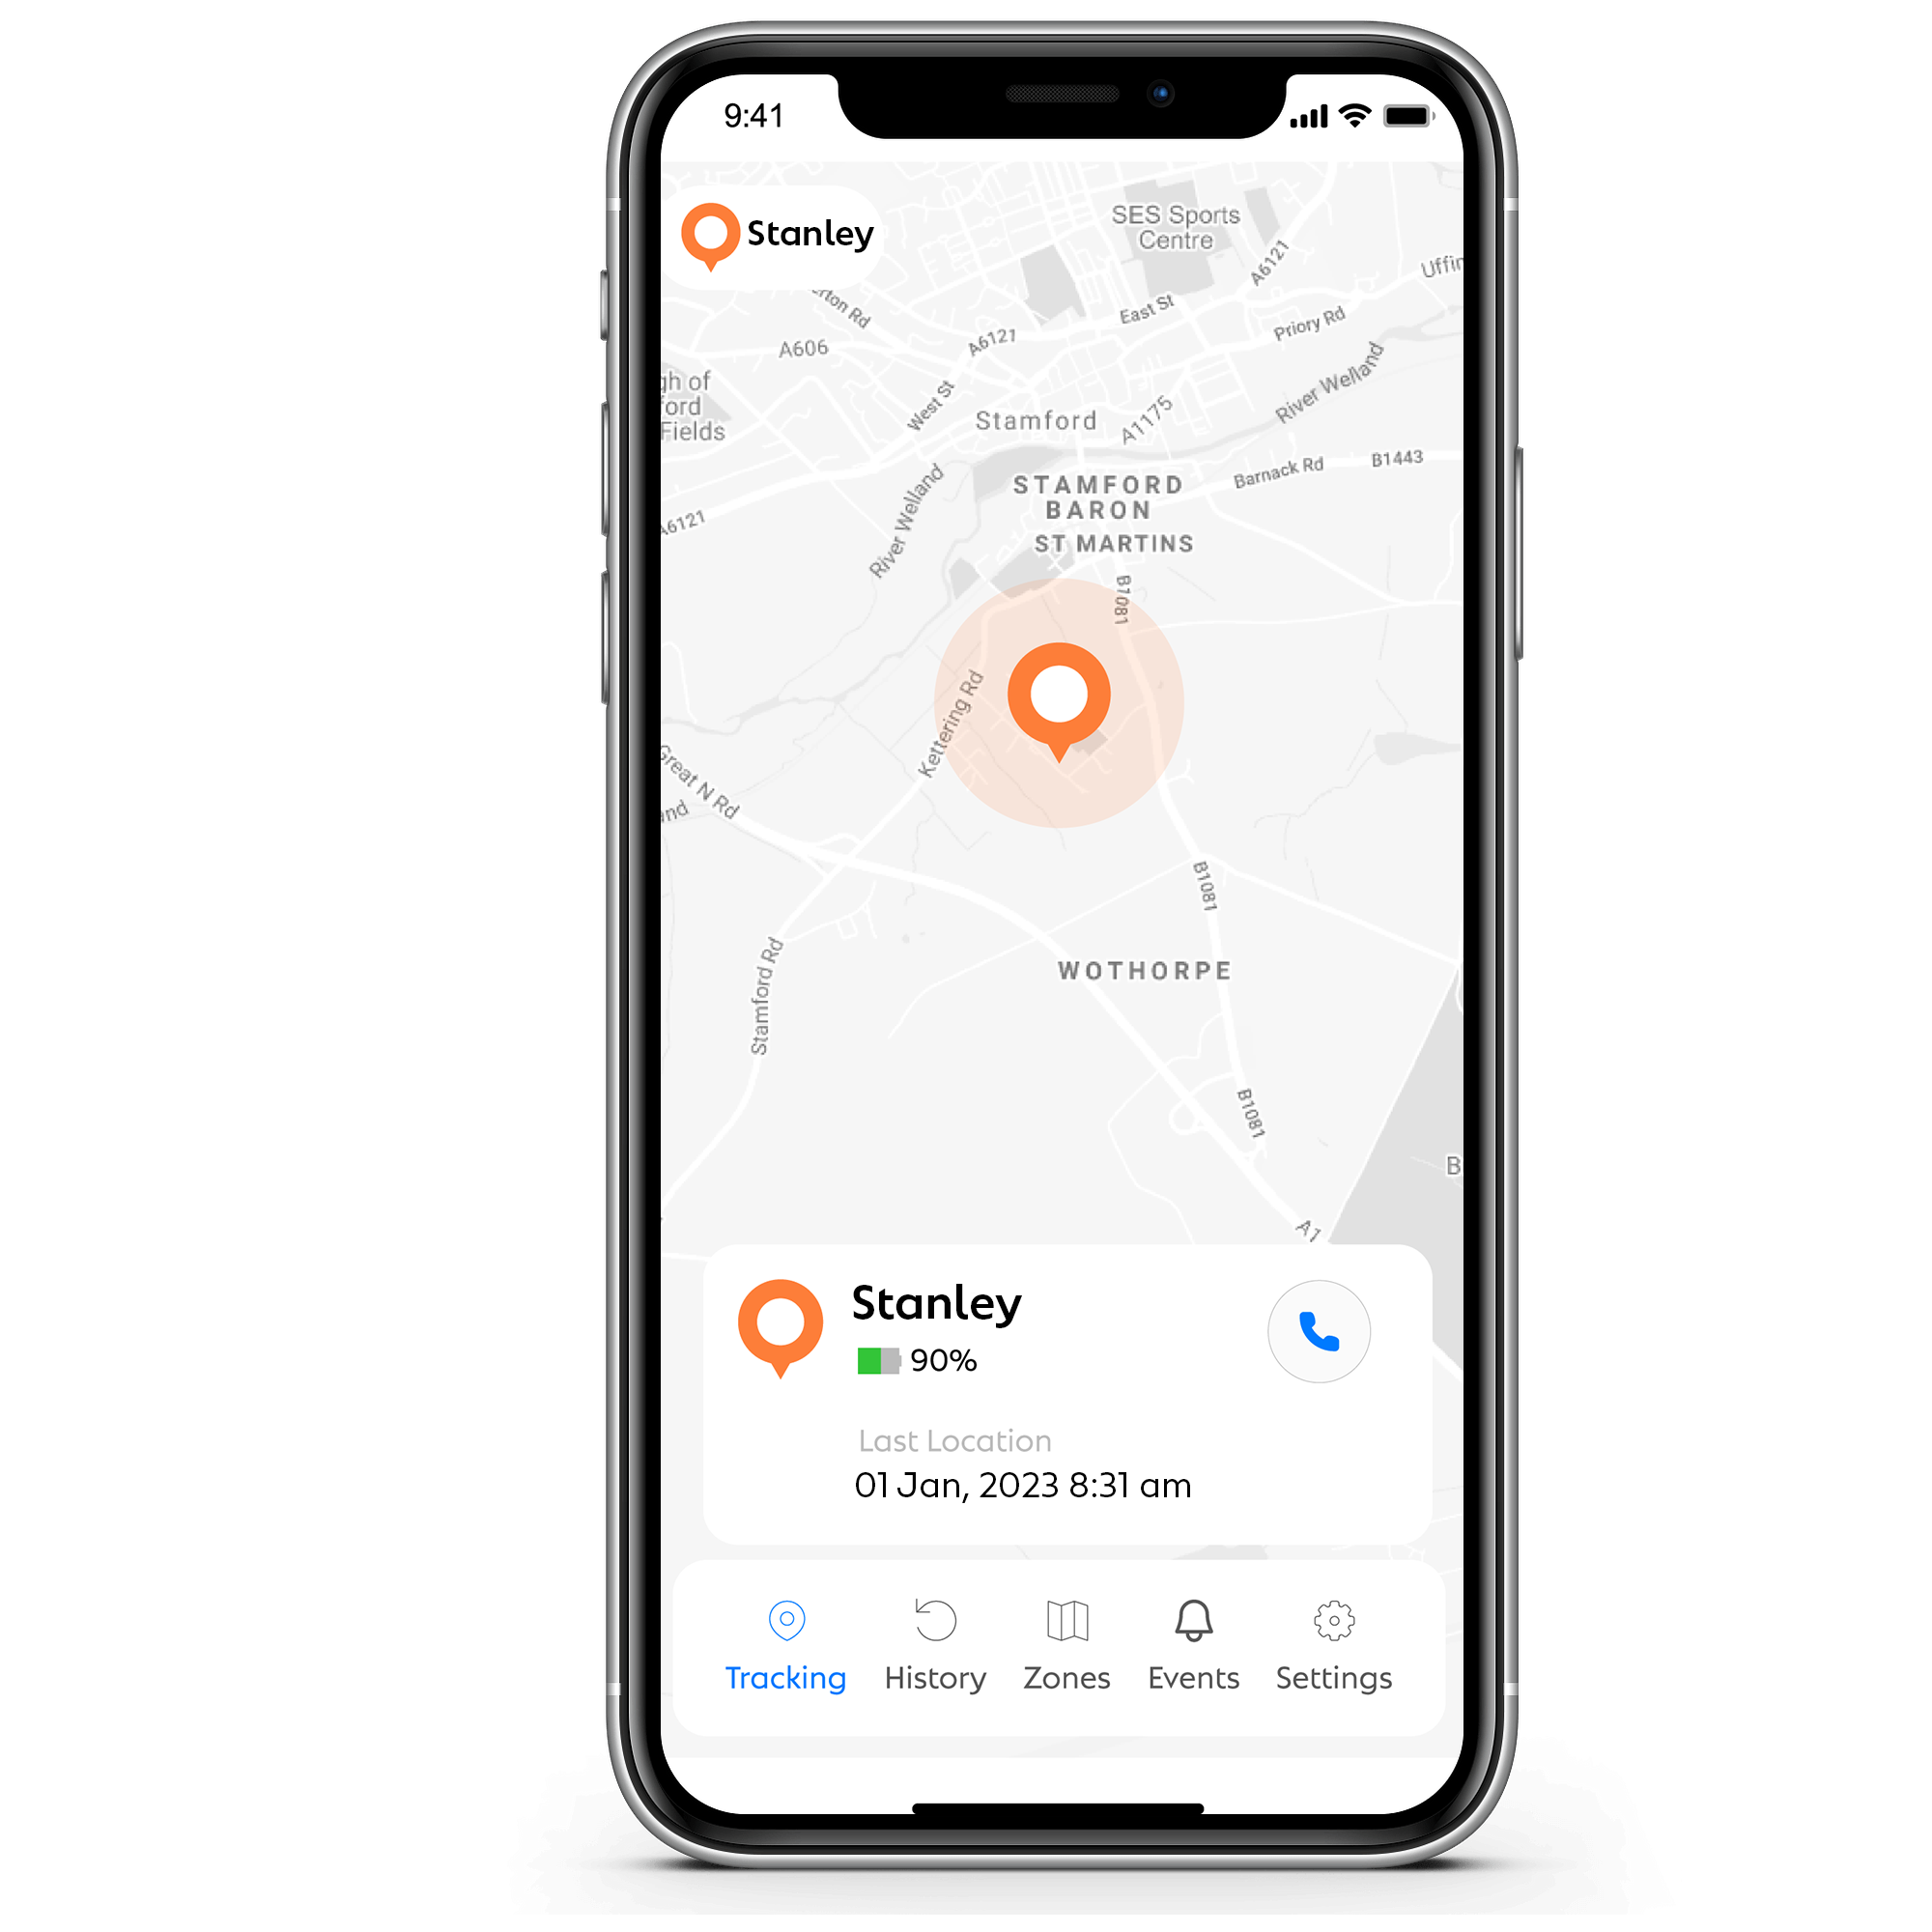 9:41
Stanley
SES Sports
Centre
A6121
Uffin
erton Rd
East St
Priory Rd
A6121
A606
gh of
ford
Fields
West St
Stamford
A1175
River Welland
B1443
Barnack Rd
River Welland
STAMFORD
BARON
ST MARTINS
A6121
B1081
Kettering Rd
Great N Rd
and
B1081
WOTHORPE
Stamford Rd
B1081
B
A1
Stanley
90%
Last Location
01 Jan, 2023 8:31 am
Tracking
History
Zones
Events
Settings